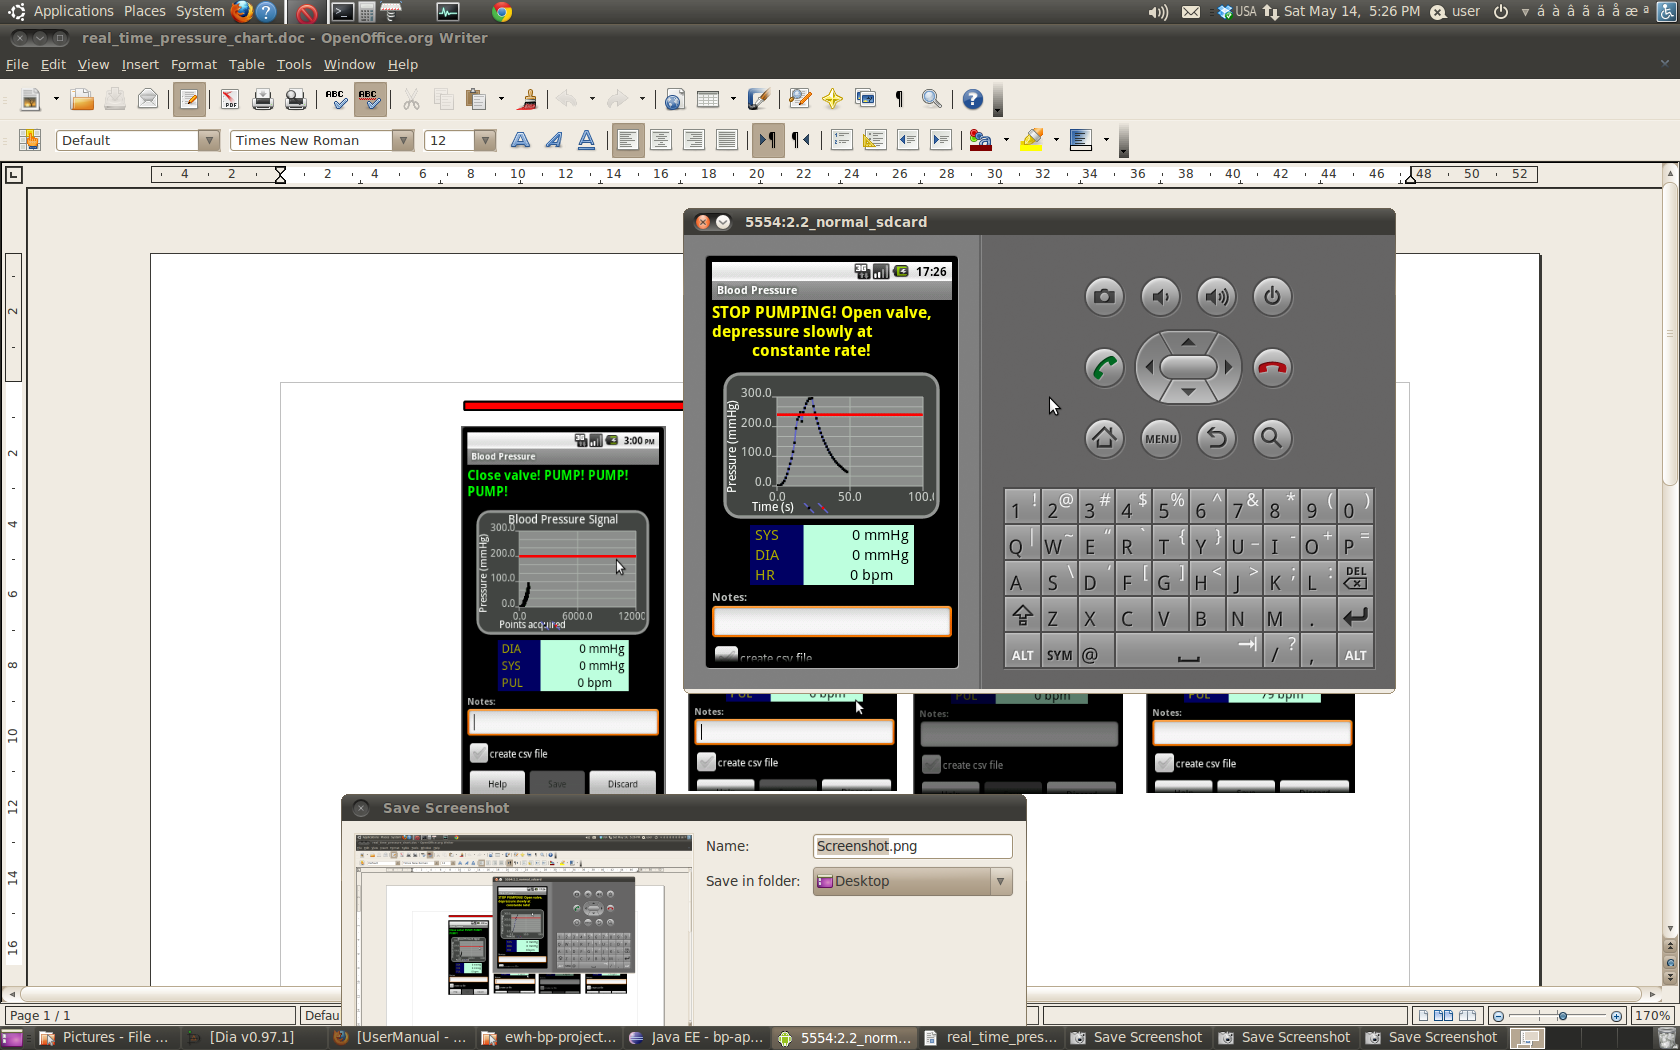 Applications Places System
USA Sat May 14, 5:26 PM user á à â ã ä å æ ª
real_time_pressure_chart.doc - OpenOffice.org Writer
File Edit View Insert Format Table Tools Window Help
Default Times New Roman 12
4 2 2 4 6 8 10 12 14 16 18 20 22 24 26 28 30 32 34 36 38 40 42 44 46 48 50 52
2 2 4 6 8 10 12 14 16
5554:2.2_normal_sdcard
17:26
Blood Pressure
STOP PUMPING! Open valve,
depressure slowly at
constante rate!
300.0
200.0
100.0
0.0
Pressure (mmHg)
0.0 50.0 100.
Time (s)
SYS 0 mmHg
DIA 0 mmHg
HR 0 bpm
Notes:
create csv file
MENU
1 ! 2 @ 3 # 4 $ 5 % 6 ^ 7 & 8 * 9 ( 0 )
Q | W ~ E “ R ` T { Y } U _ I - O + P =
A S \ D ‘ F [ G ] H < J > K ; L : DEL
Z X C V B N M .
ALT SYM @ / ? , ALT
3:00 PM
Blood Pressure
Close valve! PUMP! PUMP!
PUMP!
Blood Pressure Signal
300.0
200.0
100.0
0.0
Pressure (mmHg)
0.0 6000.0 12000
Points acquired
DIA 0 mmHg
SYS 0 mmHg
PUL 0 bpm
Notes:
create csv file
Help Save Discard
PUL 0 bpm
Notes:
create csv file
PUL 0 bpm
Notes:
create csv file
PUL 79 bpm
Notes:
create csv file
Save Screenshot
Name: Screenshot.png
Save in folder: Desktop
Page 1 / 1 Defau 170%
Pictures - File ... [Dia v0.97.1] [UserManual - ... ewh-bp-project... Java EE - bp-ap... 5554:2.2_norm... real_time_pres... Save Screenshot Save Screenshot Save Screenshot